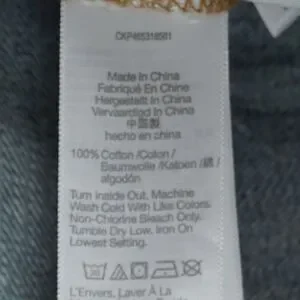 Made In China
Fabriqué En Chine
Hergestellt In China
Vervaardigd In China
中国製
hecho en china
100% Cotton /Coton /
Baumwolle /Katoen /綿 /
algodón
Turn Inside Out, Machine
Wash Cold With Like Colors.
Non-Chlorine Bleach Only.
Tumble Dry Low. Iron On
Lowest Setting.
L'Envers. Laver À La